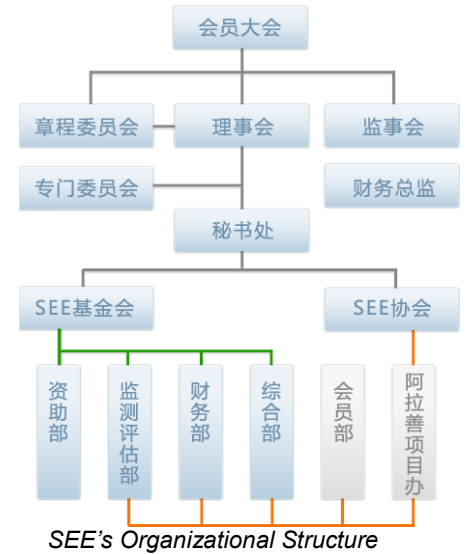 会员大会
章程委员会
理事会
监事会
专门委员会
财务总监
秘书处
SEE基金会
SEE协会
资助部
监测评估部
财务部
综合部
会员部
阿拉善项目办
SEE's Organizational Structure